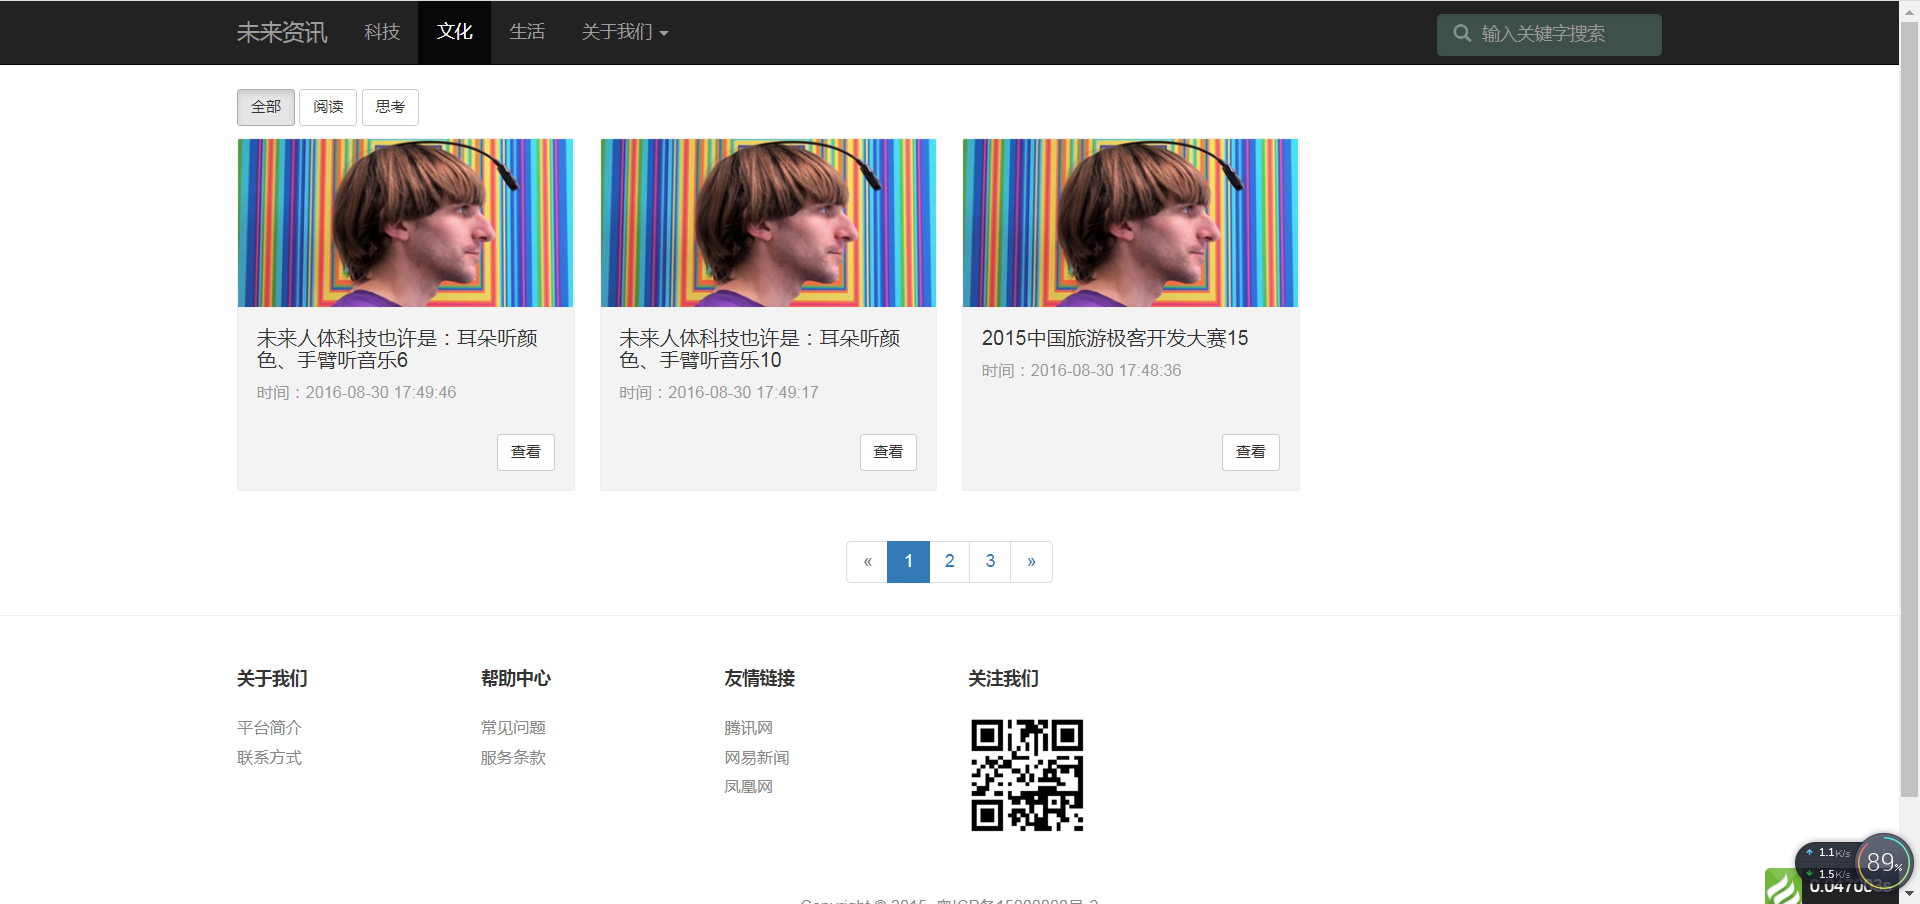 未来资讯 科技 文化 生活 关于我们 输入关键字搜索
全部 阅读 思考
未来人体科技也许是：耳朵听颜
色、手臂听音乐6
时间：2016-08-30 17:49:46
查看
未来人体科技也许是：耳朵听颜
色、手臂听音乐10
时间：2016-08-30 17:49:17
查看
2015中国旅游极客开发大赛15
时间：2016-08-30 17:48:36
查看
« 1 2 3 »
关于我们
平台简介
联系方式
帮助中心
常见问题
服务条款
友情链接
腾讯网
网易新闻
凤凰网
关注我们
1.1K/s
1.5K/s
89%
Copyright © 2015